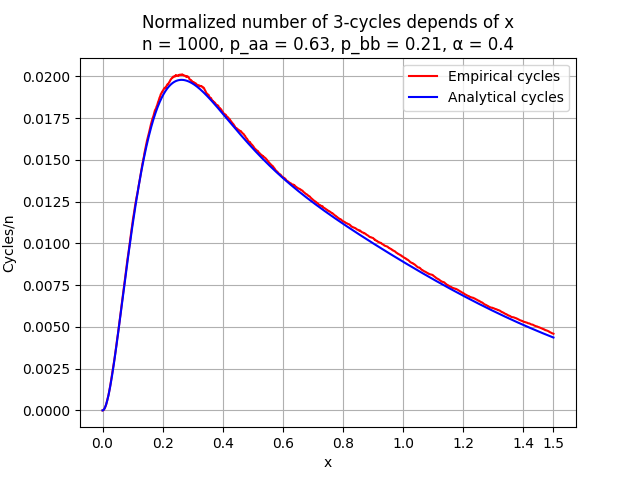 Normalized number of 3-cycles depends of x
n = 1000, p_aa = 0.63, p_bb = 0.21, α = 0.4
Empirical cycles
Analytical cycles
0.0200
0.0175
0.0150
0.0125
0.0100
0.0075
0.0050
0.0025
0.0000
Cycles/n
0.0 0.2 0.4 0.6 0.8 1.0 1.2 1.4 1.5
x